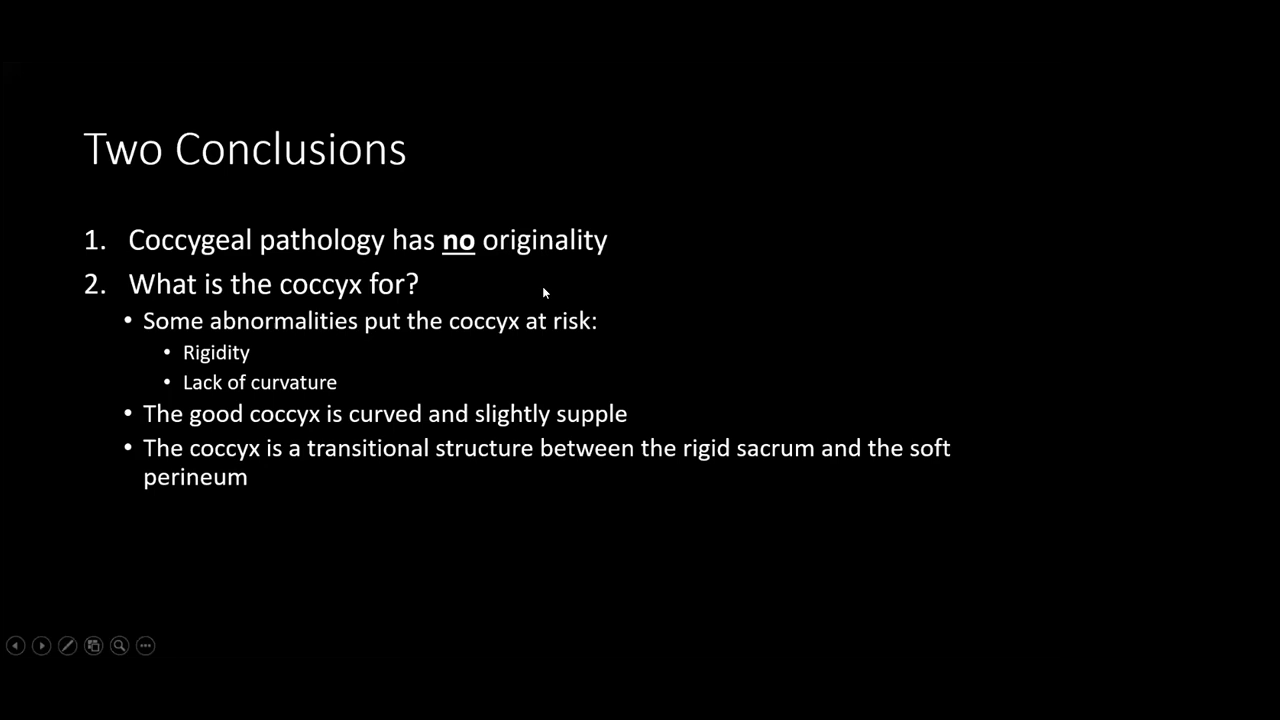 Two Conclusions
1. Coccygeal pathology has no originality
2. What is the coccyx for?
• Some abnormalities put the coccyx at risk:
• Rigidity
• Lack of curvature
• The good coccyx is curved and slightly supple
• The coccyx is a transitional structure between the rigid sacrum and the soft
perineum